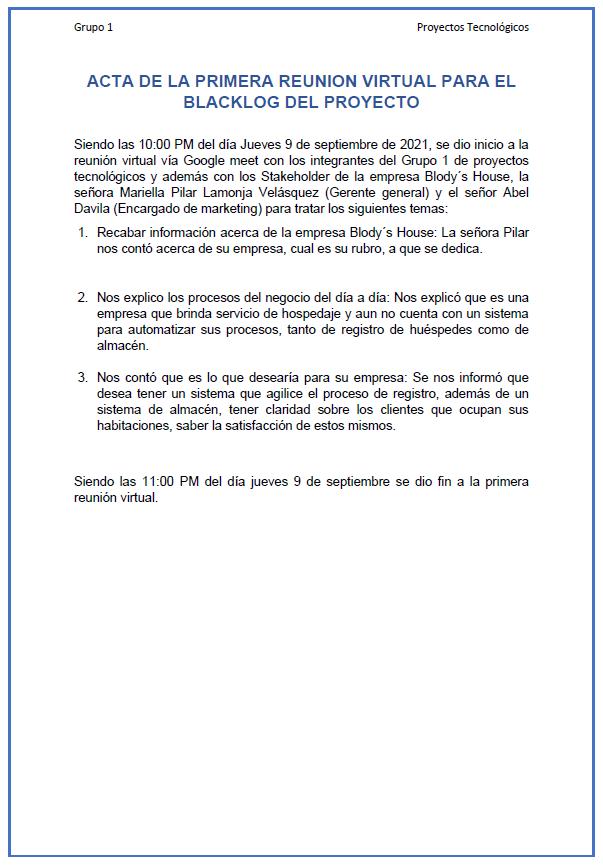 Grupo 1 Proyectos Tecnológicos
ACTA DE LA PRIMERA REUNION VIRTUAL PARA EL
BLACKLOG DEL PROYECTO
Siendo las 10:00 PM del día Jueves 9 de septiembre de 2021, se dio inicio a la
reunión virtual vía Google meet con los integrantes del Grupo 1 de proyectos
tecnológicos y además con los Stakeholder de la empresa Blody´s House, la
señora Mariella Pilar Lamonja Velásquez (Gerente general) y el señor Abel
Davila (Encargado de marketing) para tratar los siguientes temas:
1. Recabar información acerca de la empresa Blody´s House: La señora Pilar
nos contó acerca de su empresa, cual es su rubro, a que se dedica.
2. Nos explico los procesos del negocio del día a día: Nos explicó que es una
empresa que brinda servicio de hospedaje y aun no cuenta con un sistema
para automatizar sus procesos, tanto de registro de huéspedes como de
almacén.
3. Nos contó que es lo que desearía para su empresa: Se nos informó que
desea tener un sistema que agilice el proceso de registro, además de un
sistema de almacén, tener claridad sobre los clientes que ocupan sus
habitaciones, saber la satisfacción de estos mismos.
Siendo las 11:00 PM del día jueves 9 de septiembre se dio fin a la primera
reunión virtual.